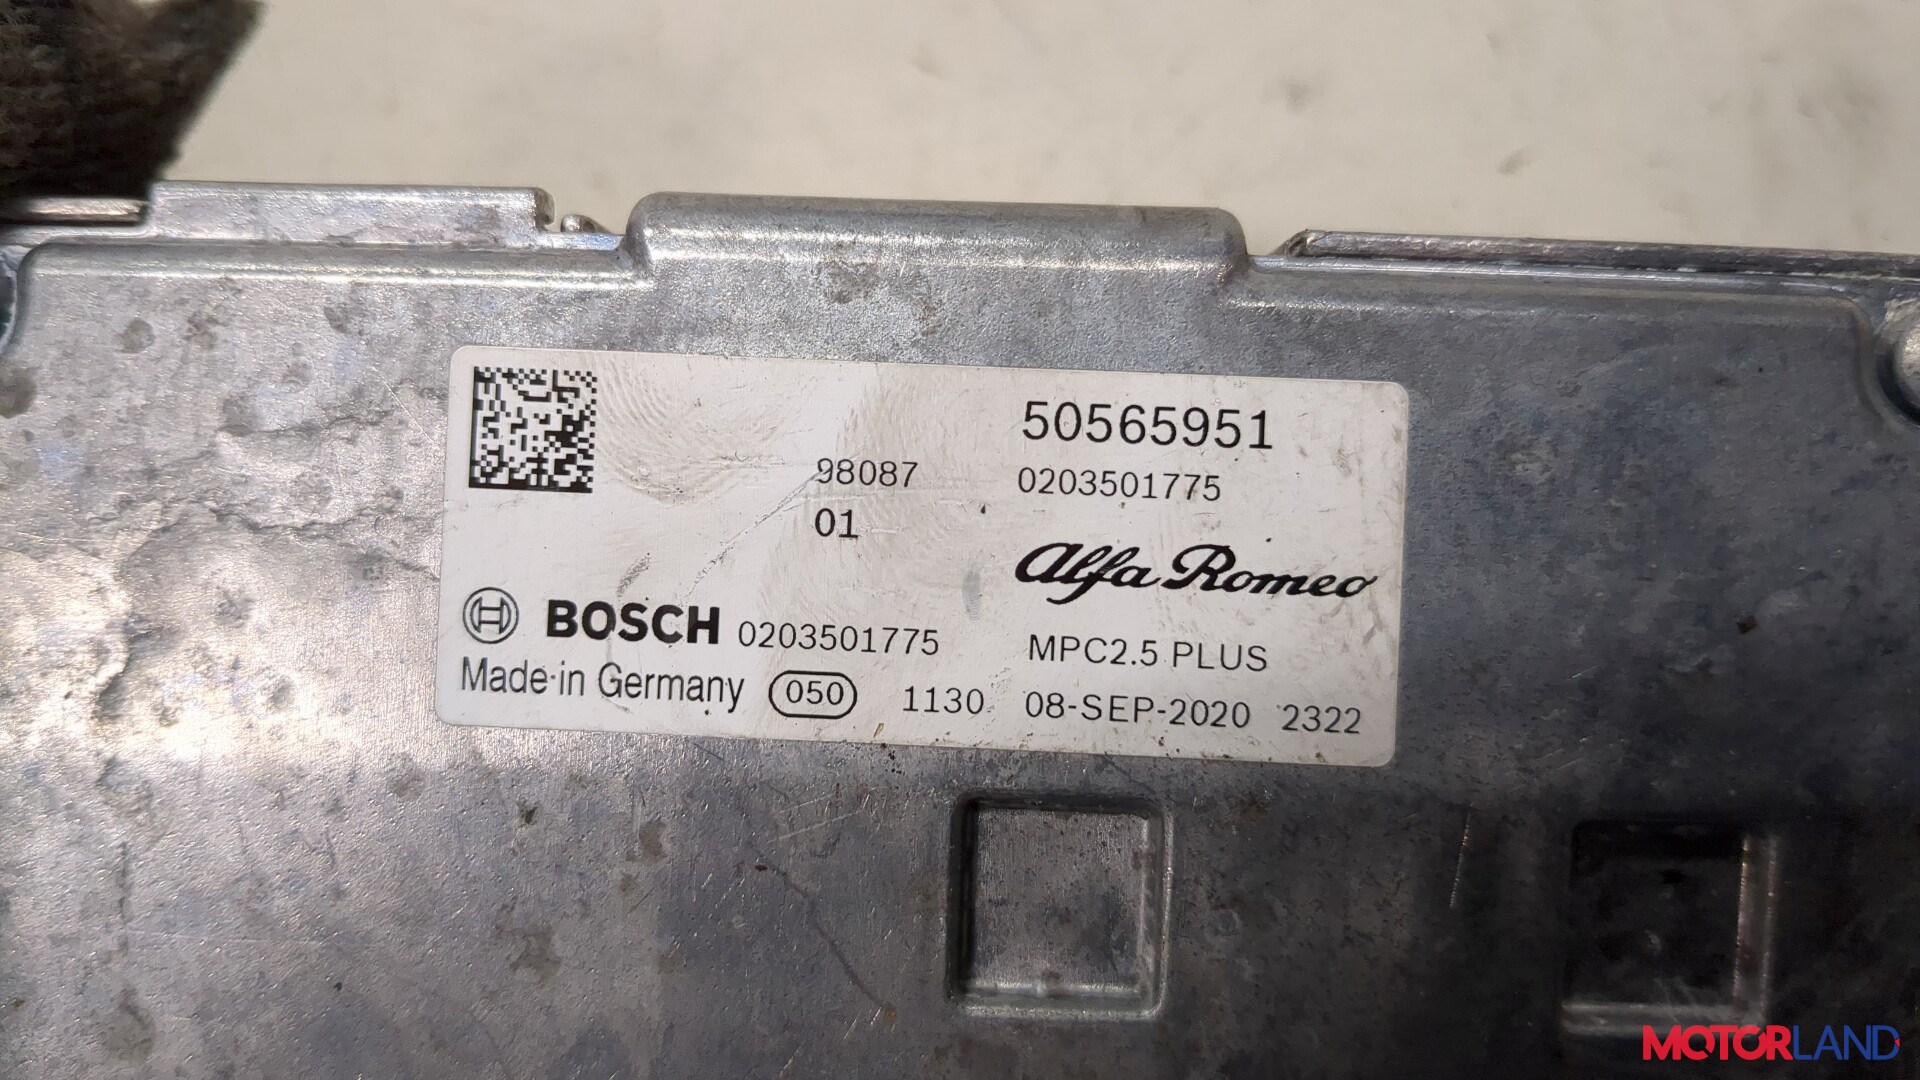 50565951
98087 0203501775
01
Alfa Romeo
BOSCH 0203501775 MPC2.5 PLUS
Made in Germany 050 1130 08-SEP-2020 2322
MOTORLAND